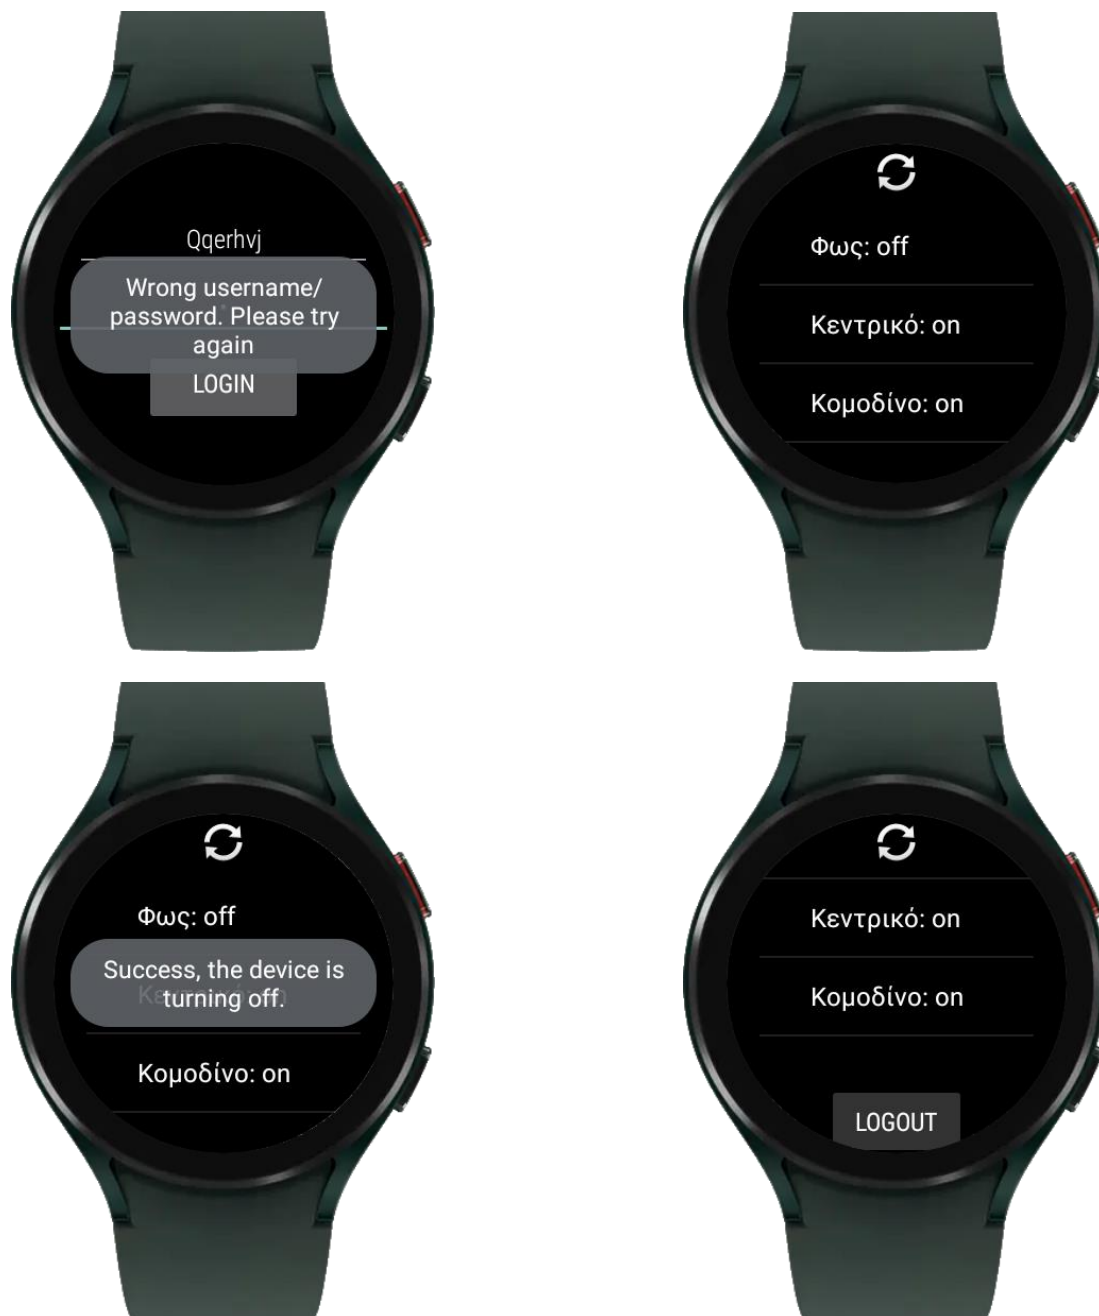 Qqerhvj
Wrong username/
password. Please try
again
LOGIN
Φως: off
Κεντρικό: on
Κομοδίνο: on
Φως: off
Success, the device is
turning off.
Κομοδίνο: on
Κεντρικό: on
Κομοδίνο: on
LOGOUT